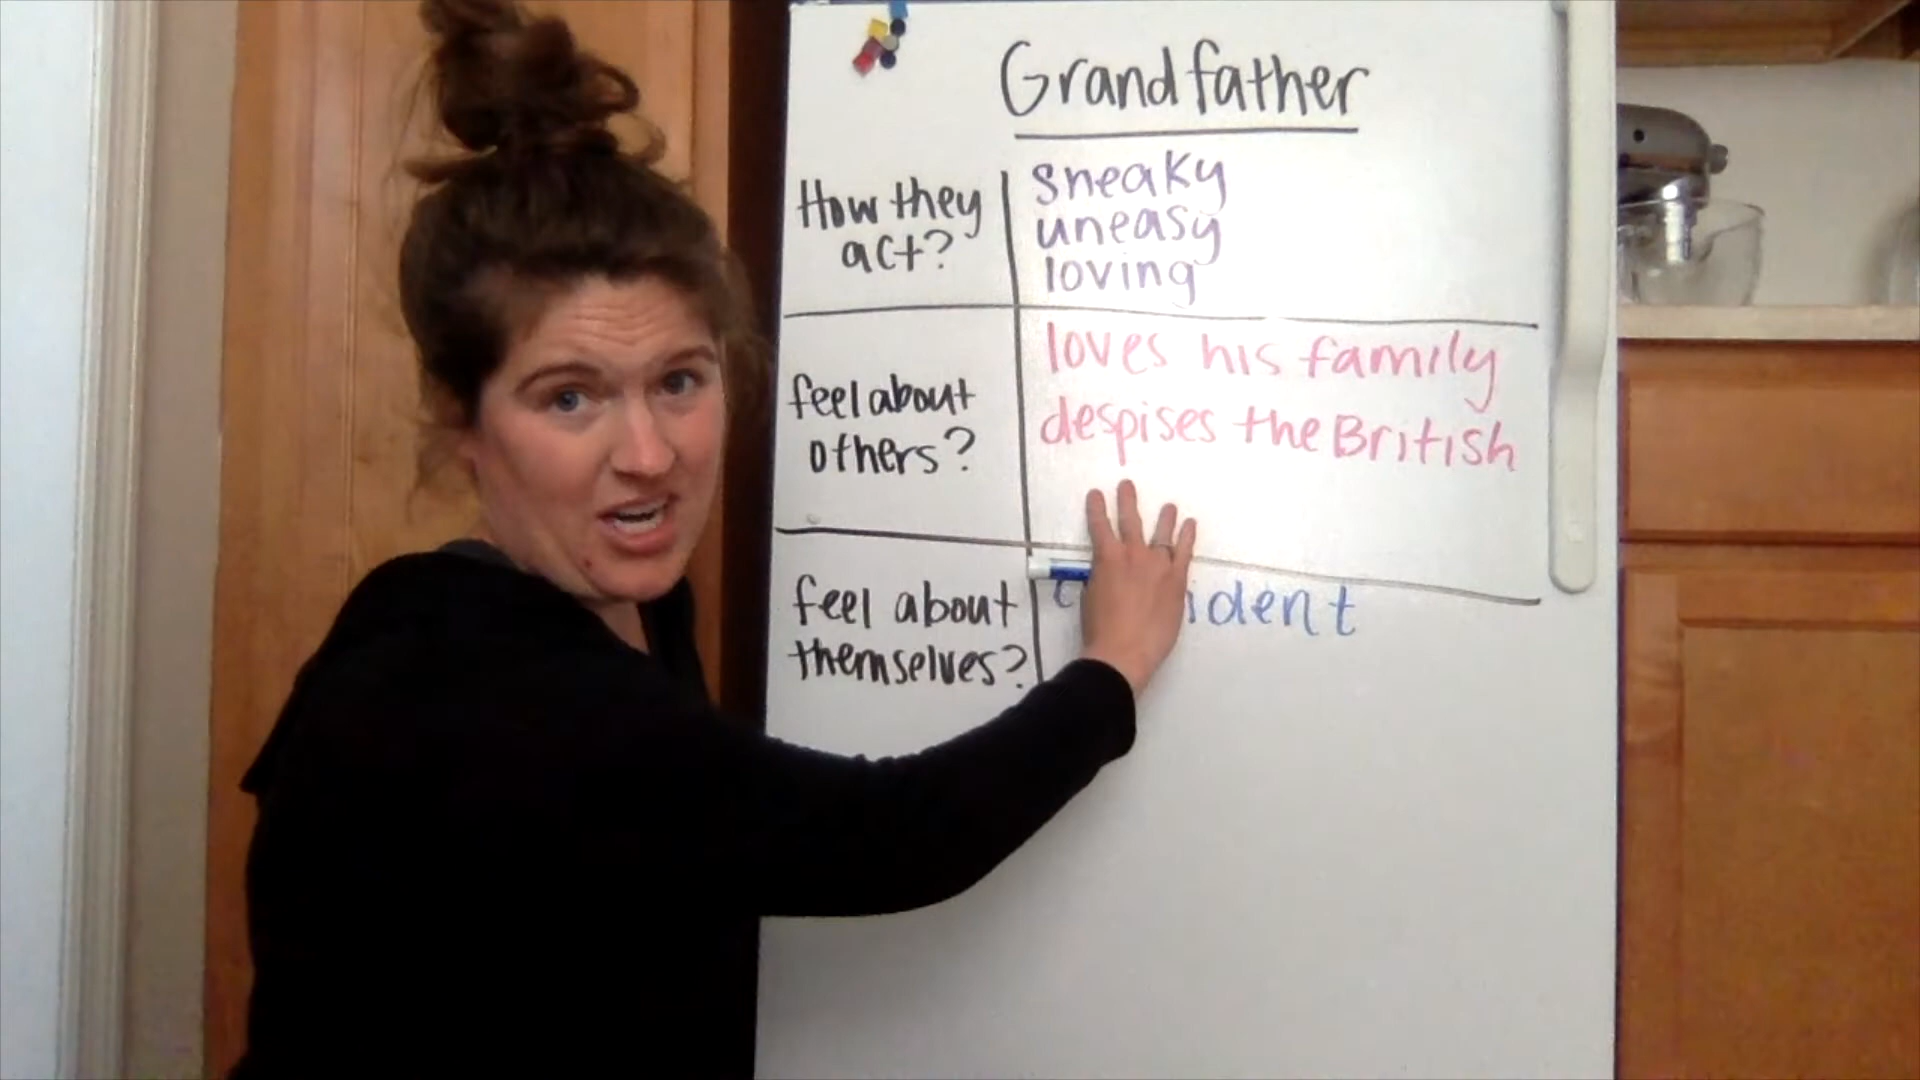 Grandfather
How they
act?
sneaky
uneasy
loving
feel about
others?
loves his family
despises the British
feel about
themselves?